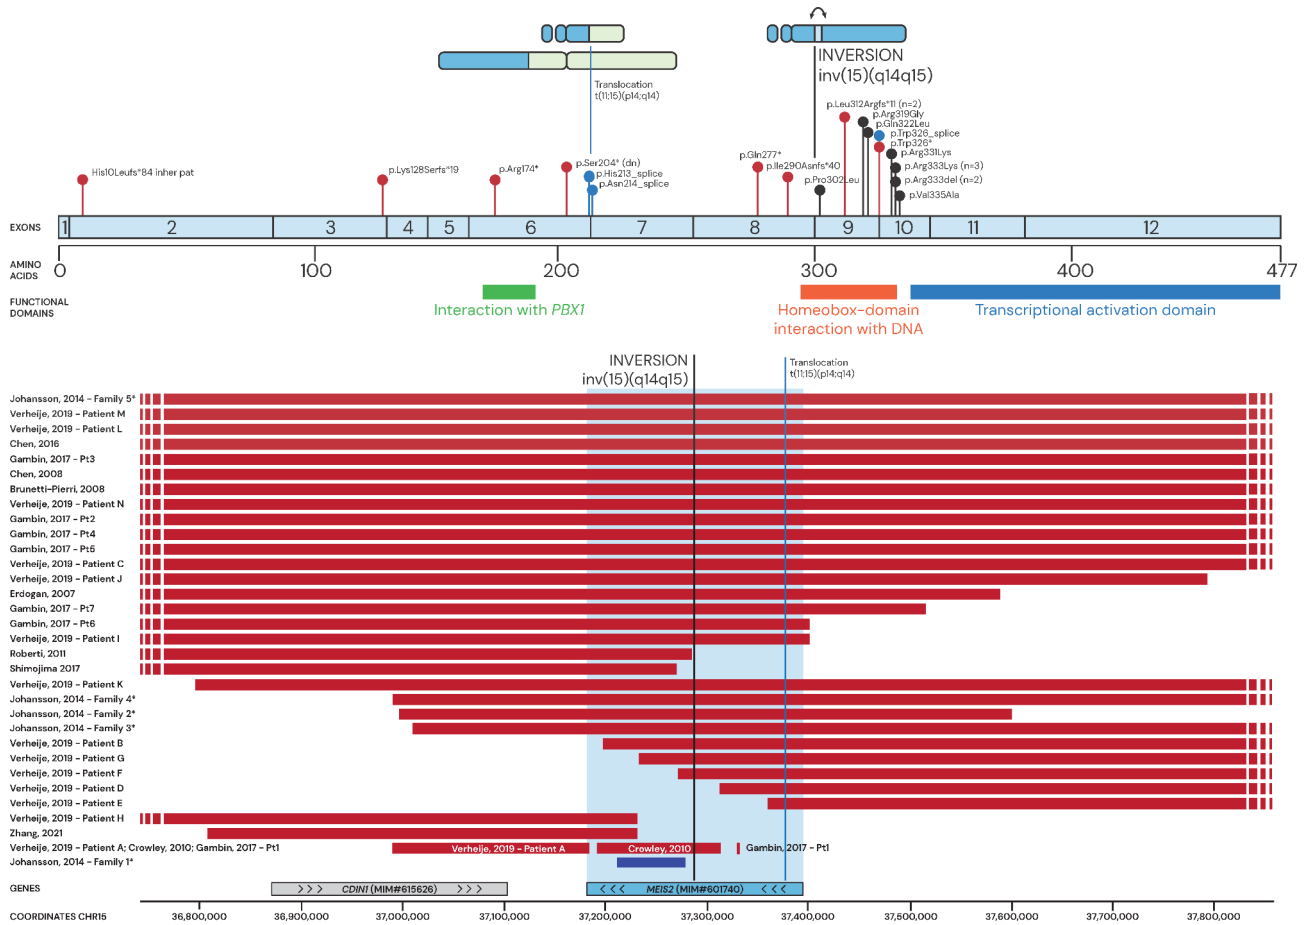 INVERSION
inv(15)(q14q15)
Translocation
t(11;15)(p14;q14)
p.Leu312Argfs*11 (n=2)
p.Arg319Gly
p.Gln322Leu
p.Trp326_splice
p.Trp326*
p.Arg331Lys
p.Arg333Lys (n=3)
p.Arg333del (n=2)
p.Val335Ala
p.Gln277*
p.Ile290Asnfs*40
p.Pro302Leu
p.Ser204* (dn)
p.His213_splice
p.Asn214_splice
p.Arg174*
p.Lys128Serfs*19
His10Leufs*84 inher pat
EXONS 1 2 3 4 5 6 7 8 9 10 11 12
AMINO
ACIDS
0 100 200 300 400 477
FUNCTIONAL
DOMAINS
Interaction with PBX1
Homeobox-domain
interaction with DNA
Transcriptional activation domain
INVERSION
inv(15)(q14q15)
Translocation
t(11;15)(p14;q14)
Johansson, 2014 - Family 5*
Verheije, 2019 - Patient M
Verheije, 2019 - Patient L
Chen, 2016
Gambin, 2017 - Pt3
Chen, 2008
Brunetti-Pierri, 2008
Verheije, 2019 - Patient N
Gambin, 2017 - Pt2
Gambin, 2017 - Pt4
Gambin, 2017 - Pt5
Verheije, 2019 - Patient C
Verheije, 2019 - Patient J
Erdogan, 2007
Gambin, 2017 - Pt7
Gambin, 2017 - Pt6
Verheije, 2019 - Patient I
Roberti, 2011
Shimojima 2017
Verheije, 2019 - Patient K
Johansson, 2014 - Family 4*
Johansson, 2014 - Family 2*
Johansson, 2014 - Family 3*
Verheije, 2019 - Patient B
Verheije, 2019 - Patient G
Verheije, 2019 - Patient F
Verheije, 2019 - Patient D
Verheije, 2019 - Patient E
Verheije, 2019 - Patient H
Zhang, 2021
Verheije, 2019 - Patient A; Crowley, 2010; Gambin, 2017 - Pt1 Verheije, 2019 - Patient A Crowley, 2010 Gambin, 2017 - Pt1
Johansson, 2014 - Family 1*
GENES >>> CDIN1 (MIM#615626) >>> <<< MEIS2 (MIM#601740) <<<
COORDINATES CHR15 36,800,000 36,900,000 37,000,000 37,100,000 37,200,000 37,300,000 37,400,000 37,500,000 37,600,000 37,700,000 37,800,000